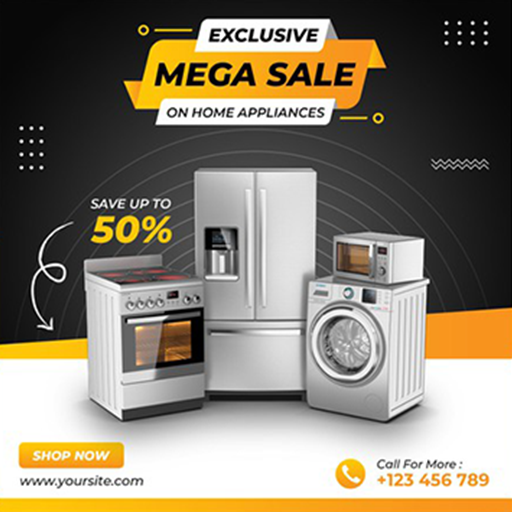 EXCLUSIVE
MEGA SALE
ON HOME APPLIANCES
SAVE UP TO
50%
SHOP NOW
www.yoursite.com
Call For More :
+123 456 789